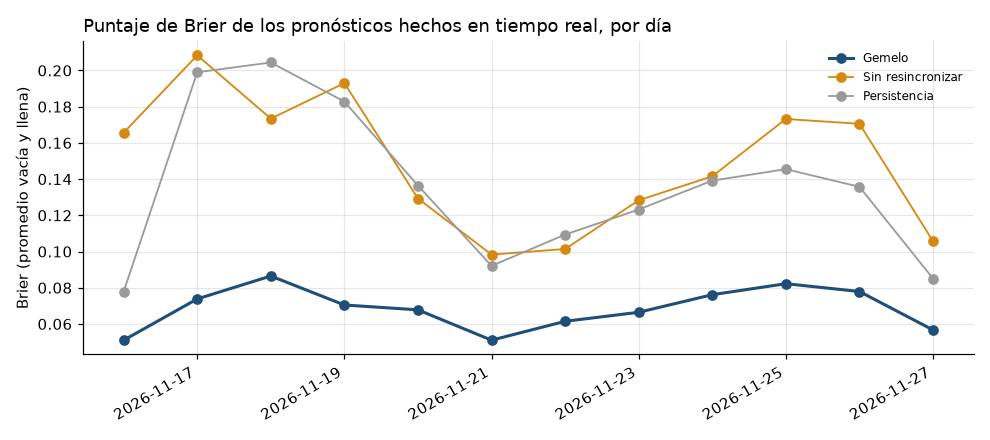 Puntaje de Brier de los pronósticos hechos en tiempo real, por día
Brier (promedio vacía y llena)
0.20
0.18
0.16
0.14
0.12
0.10
0.08
0.06
Gemelo
Sin resincronizar
Persistencia
2026-11-17
2026-11-19
2026-11-21
2026-11-23
2026-11-25
2026-11-27